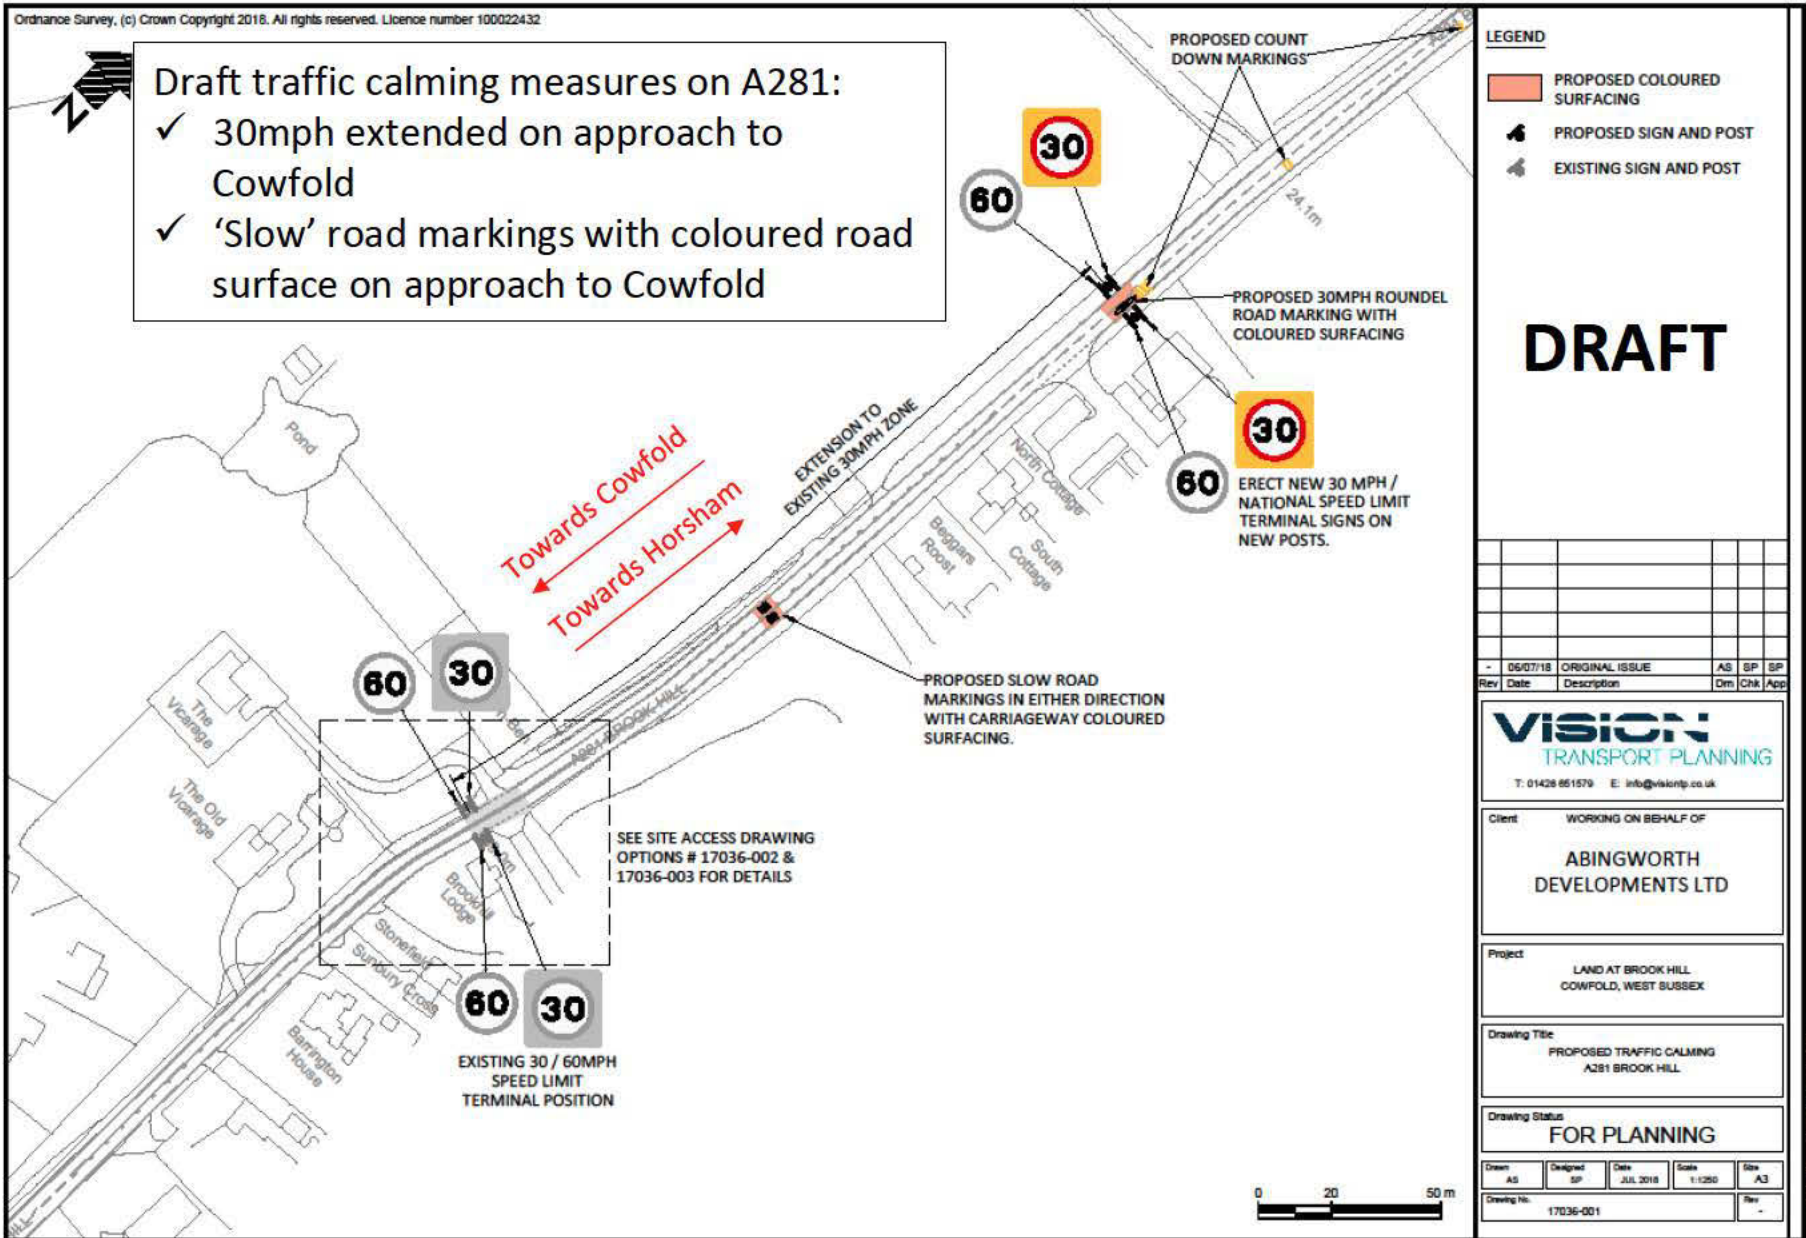 Ordnance Survey, (c) Crown Copyright 2018. All rights reserved. Licence number 100022432
N
Draft traffic calming measures on A281:
✓ 30mph extended on approach to
Cowfold
✓ ‘Slow’ road markings with coloured road
surface on approach to Cowfold
PROPOSED COUNT
DOWN MARKINGS
30
60
24.1m
PROPOSED 30MPH ROUNDEL
ROAD MARKING WITH
COLOURED SURFACING
30
60
ERECT NEW 30 MPH /
NATIONAL SPEED LIMIT
TERMINAL SIGNS ON
NEW POSTS.
Pond
EXTENSION TO
EXISTING 30MPH ZONE
Towards Cowfold
Towards Horsham
North Cottage
South
Cottage
Beggars
Roost
PROPOSED SLOW ROAD
MARKINGS IN EITHER DIRECTION
WITH CARRIAGEWAY COLOURED
SURFACING.
A281 BROOK HILL
60
30
The
Vicarage
The Old
Vicarage
SEE SITE ACCESS DRAWING
OPTIONS # 17036-002 &
17036-003 FOR DETAILS
Brookhill
Lodge
Stonefield
Sunbury Cross
Barrington
House
60
30
EXISTING 30 / 60MPH
SPEED LIMIT
TERMINAL POSITION
0 20 50 m
LEGEND
PROPOSED COLOURED
SURFACING
PROPOSED SIGN AND POST
EXISTING SIGN AND POST
DRAFT
- 06/07/18 ORIGINAL ISSUE AS SP SP
Rev Date Description Drn Chk App
VISION
TRANSPORT PLANNING
T: 01428 651579 E: info@visiontp.co.uk
Client WORKING ON BEHALF OF
ABINGWORTH
DEVELOPMENTS LTD
Project
LAND AT BROOK HILL
COWFOLD, WEST SUSSEX
Drawing Title
PROPOSED TRAFFIC CALMING
A281 BROOK HILL
Drawing Status
FOR PLANNING
Drawn Designed Date Scale Size
AS SP JUL 2018 1:1250 A3
Drawing No. Rev
17036-001 -